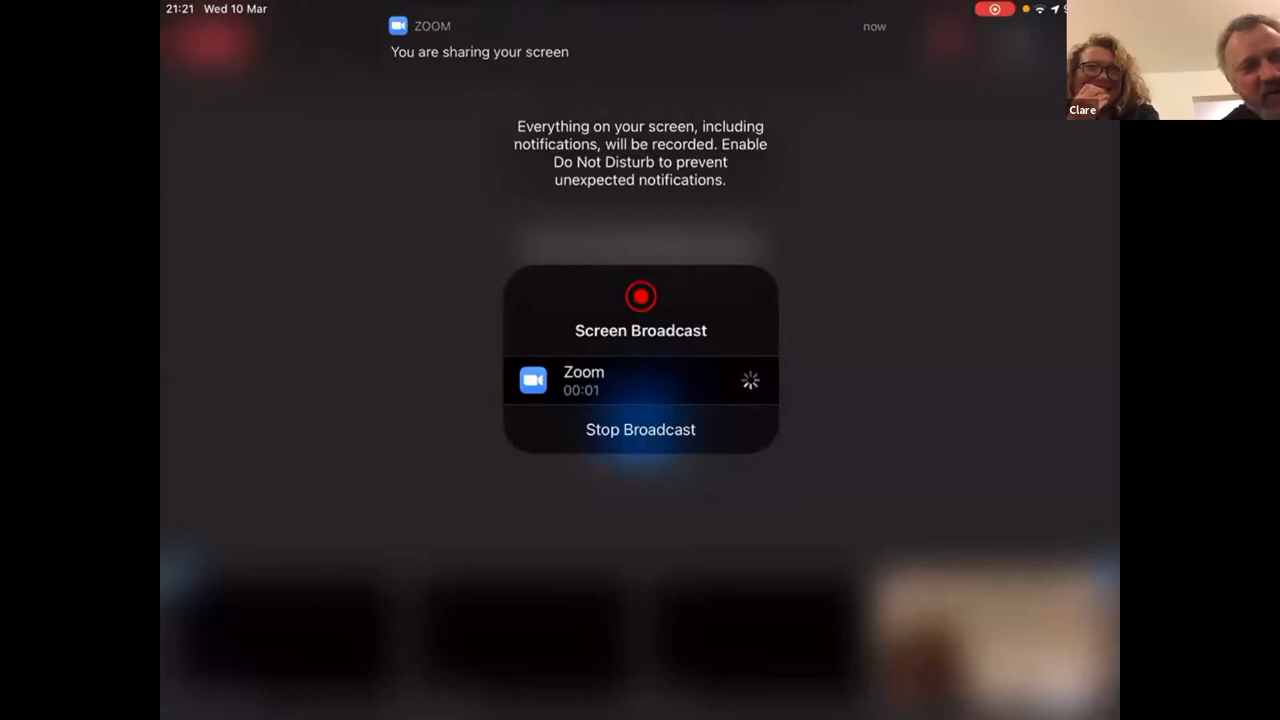 21:21 Wed 10 Mar
ZOOM
now
You are sharing your screen
Clare
Everything on your screen, including
notifications, will be recorded. Enable
Do Not Disturb to prevent
unexpected notifications.
Screen Broadcast
Zoom
00:01
Stop Broadcast